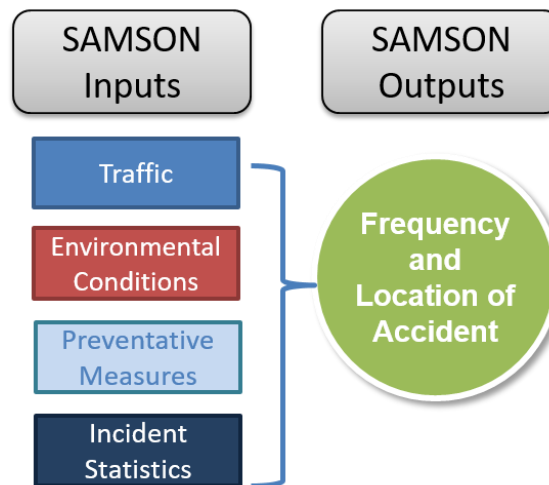 SAMSON
Inputs
SAMSON
Outputs
Traffic
Environmental
Conditions
Preventative
Measures
Incident
Statistics
Frequency
and
Location of
Accident